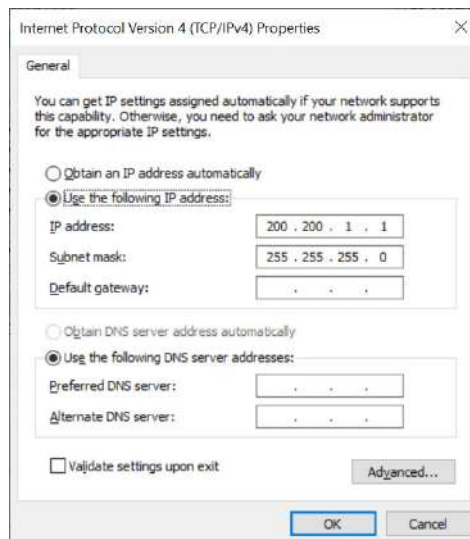 Internet Protocol Version 4 (TCP/IPv4) Properties
General
You can get IP settings assigned automatically if your network supports
this capability. Otherwise, you need to ask your network administrator
for the appropriate IP settings.
Obtain an IP address automatically
Use the following IP address:
IP address: 200 . 200 . 1 . 1
Subnet mask: 255 . 255 . 255 . 0
Default gateway: . . .
Obtain DNS server address automatically
Use the following DNS server addresses:
Preferred DNS server: . . .
Alternate DNS server: . . .
Validate settings upon exit
Advanced...
OK Cancel